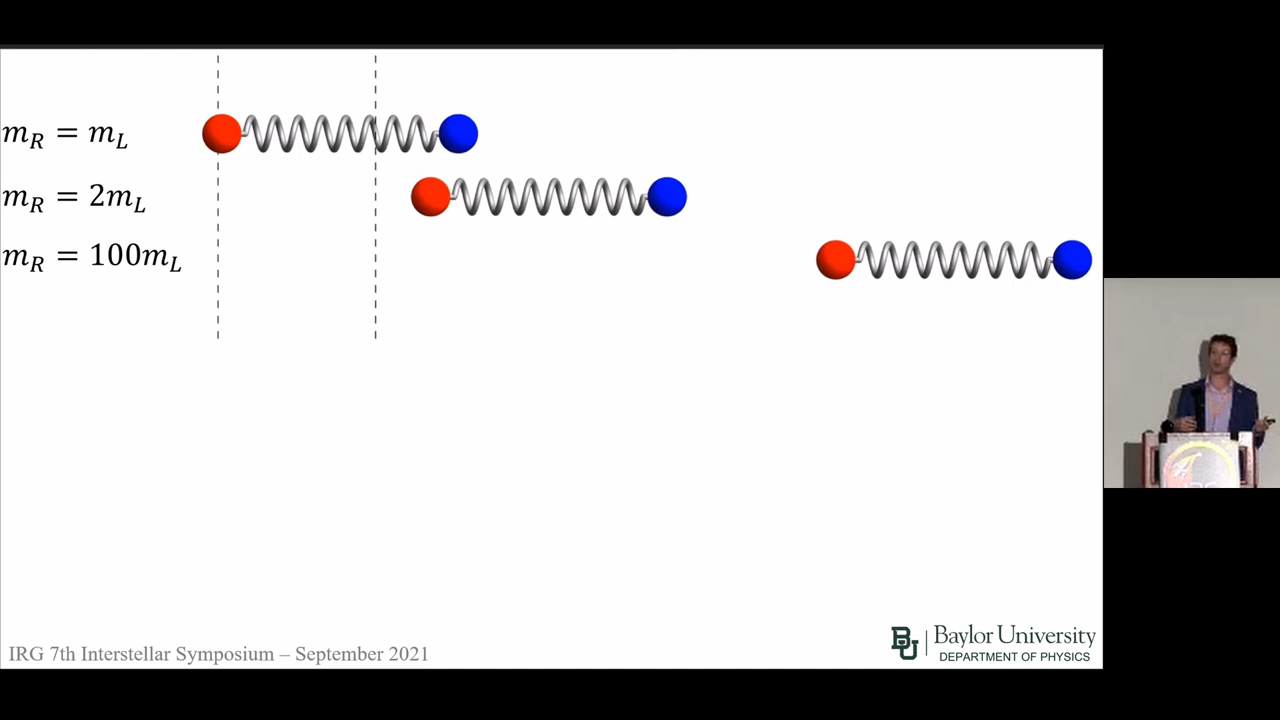 m_R = m_L
m_R = 2m_L
m_R = 100m_L
IRG 7th Interstellar Symposium – September 2021
BU
Baylor University
DEPARTMENT OF PHYSICS